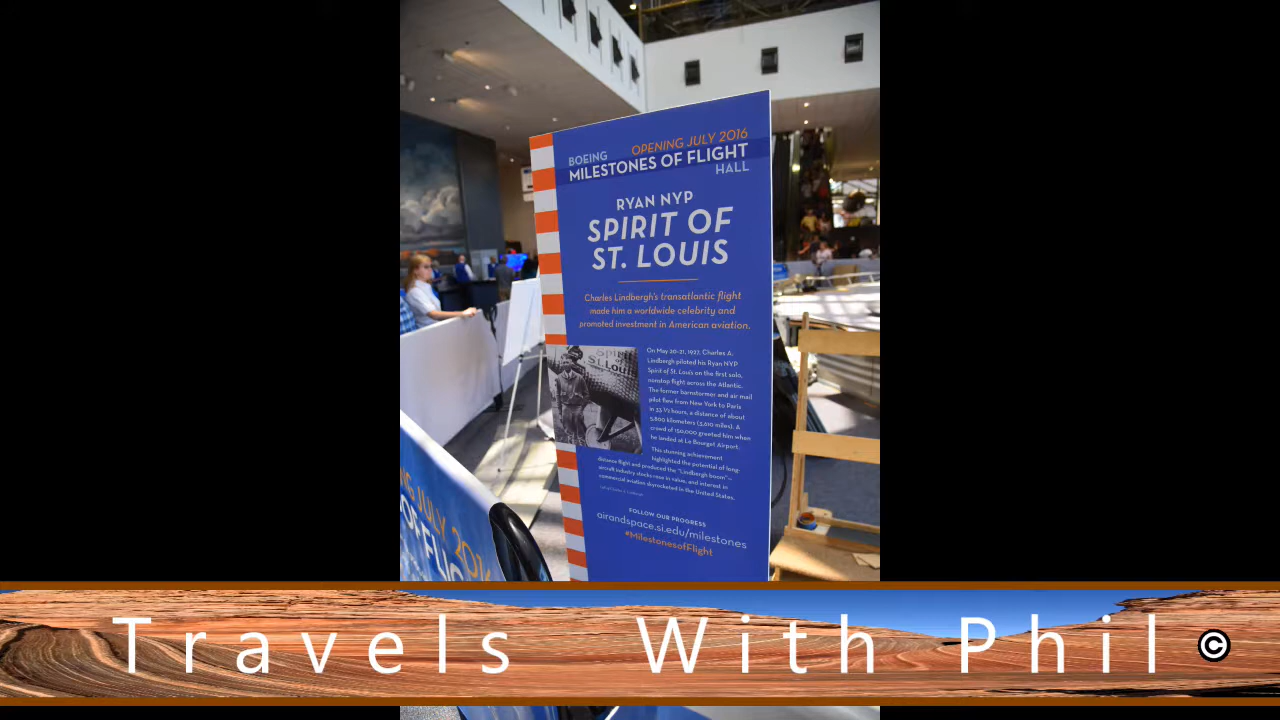 OPENING JULY 2016
BOEING
MILESTONES OF FLIGHT
HALL
RYAN NYP
SPIRIT OF
ST. LOUIS
Charles Lindbergh's transatlantic flight
made him a worldwide celebrity and
promoted investment in American aviation.
SPIRIT
ST. LOUIS
On May 20-21, 1927, Charles A.
Lindbergh piloted his Ryan NYP
Spirit of St. Louis on the first solo,
nonstop flight across the Atlantic.
The former barnstormer and air mail
pilot flew from New York to Paris
in 33 ½ hours, a distance of about
5,800 kilometers (3,610 miles). A
crowd of 150,000 greeted him when
he landed at Le Bourget Airport.
This stunning achievement
highlighted the potential of long-
distance flight and produced the "Lindbergh boom"—
aircraft industry stocks rose in value, and interest in
commercial aviation skyrocketed in the United States.
FOLLOW OUR PROGRESS
airandspace.si.edu/milestones
#MilestonesofFlight
JULY 201
OF FLIG
Travels With Phil ©